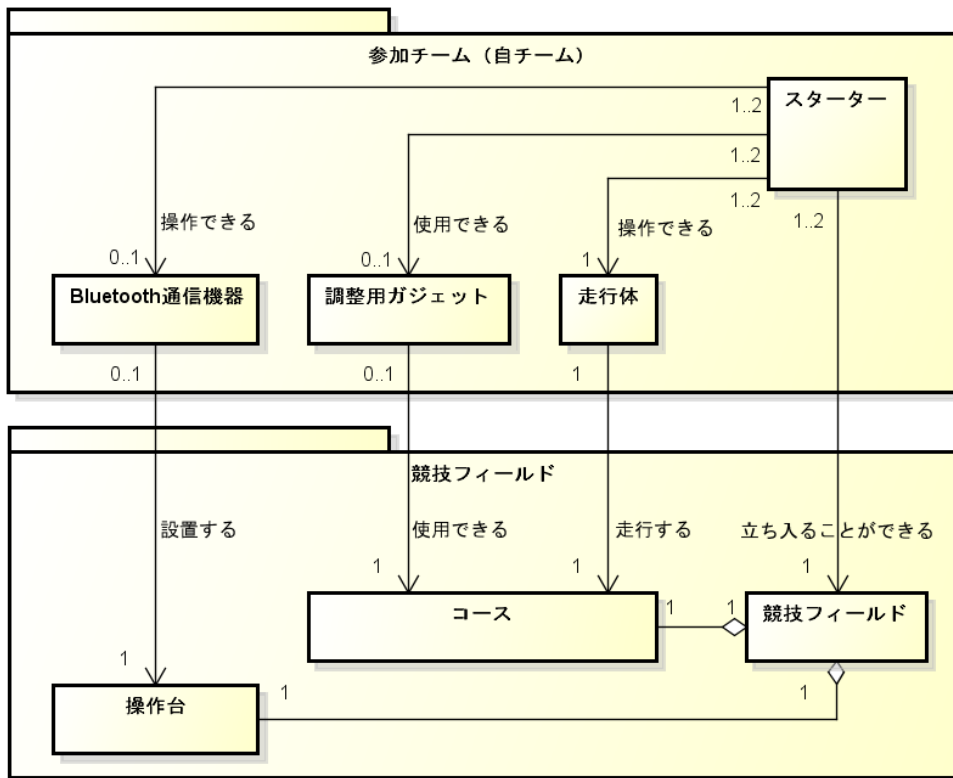 参加チーム（自チーム）
スターター
1..2
1..2
1..2
1..2
操作できる
使用できる
操作できる
0..1
0..1
1
Bluetooth通信機器
調整用ガジェット
走行体
0..1
0..1
1
競技フィールド
設置する
使用できる
走行する
立ち入ることができる
1
1
1
コース
1
1
競技フィールド
1
操作台
1
1